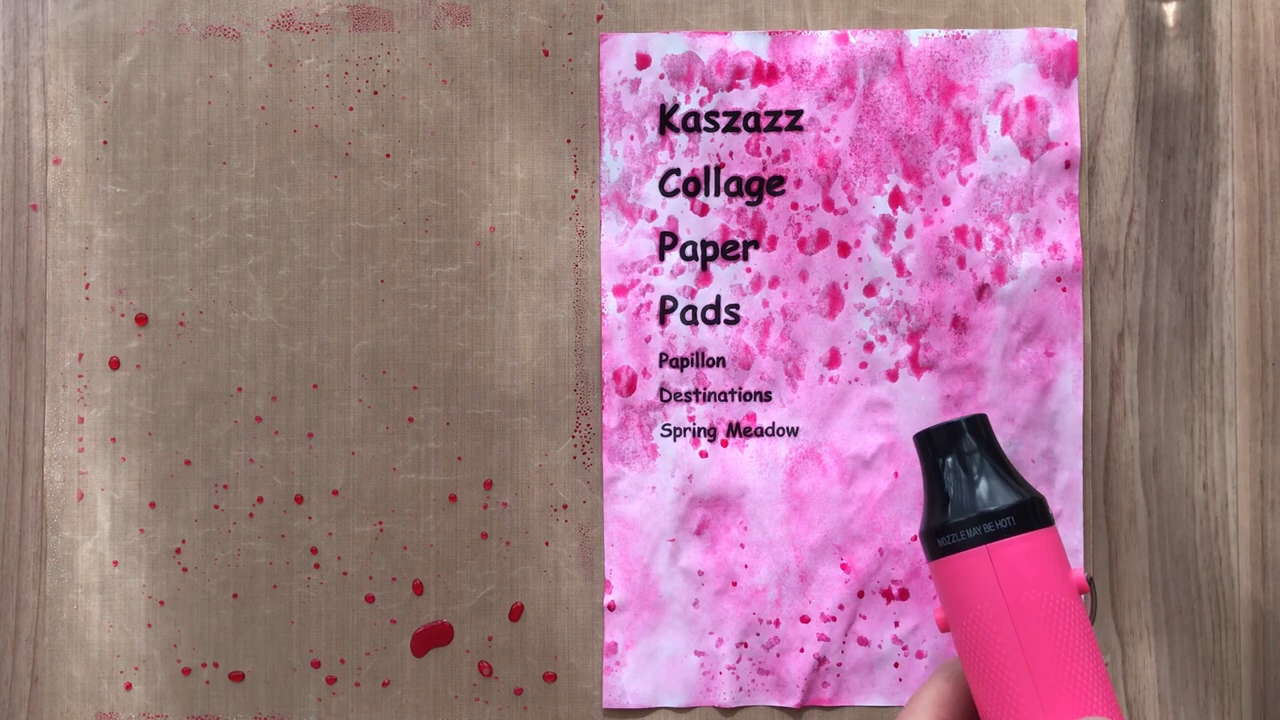 Kaszazz
Collage
Paper
Pads
Papillon
Destinations
Spring Meadow
NOZZLE MAY BE HOT!